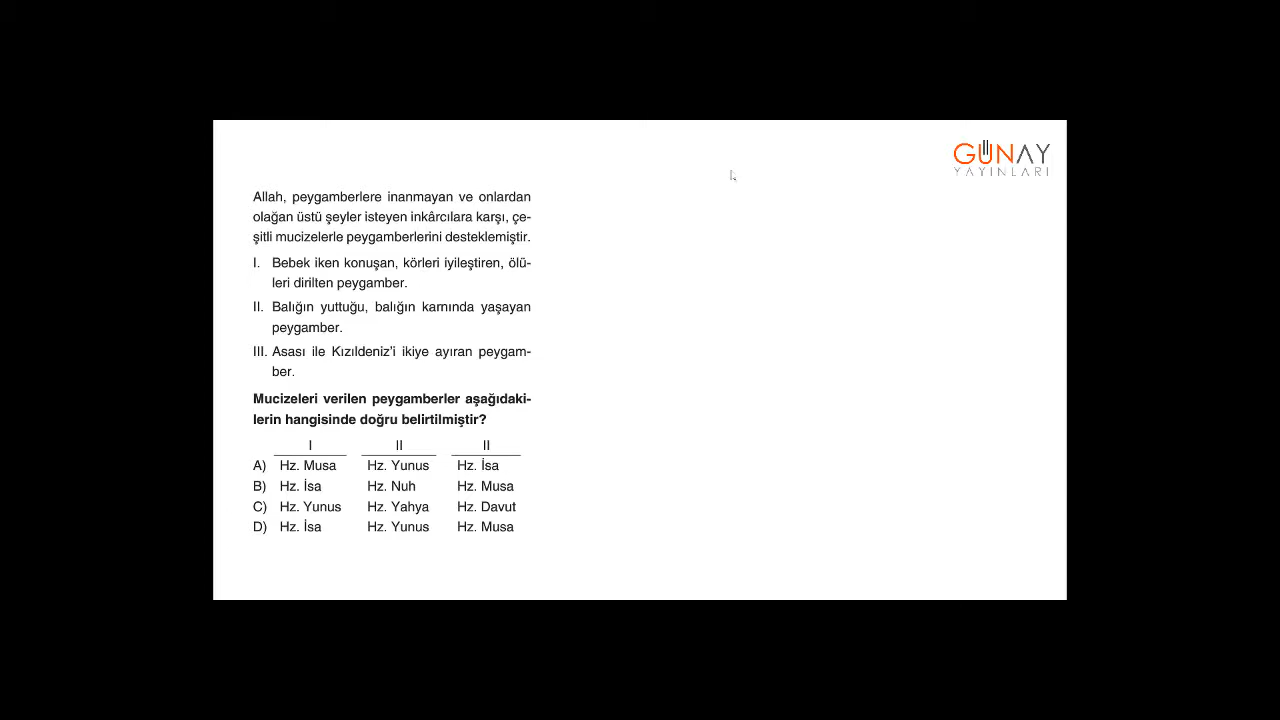 GÜNAY
YAYINLARI
Allah, peygamberlere inanmayan ve onlardan
olağan üstü şeyler isteyen inkârcılara karşı, çe-
şitli mucizelerle peygamberlerini desteklemiştir.
I. Bebek iken konuşan, körleri iyileştiren, ölü-
leri dirilten peygamber.
II. Balığın yuttuğu, balığın karnında yaşayan
peygamber.
III. Asası ile Kızıldeniz'i ikiye ayıran peygam-
ber.
Mucizeleri verilen peygamberler aşağıdaki-
lerin hangisinde doğru belirtilmiştir?
I II II
A) Hz. Musa Hz. Yunus Hz. İsa
B) Hz. İsa Hz. Nuh Hz. Musa
C) Hz. Yunus Hz. Yahya Hz. Davut
D) Hz. İsa Hz. Yunus Hz. Musa